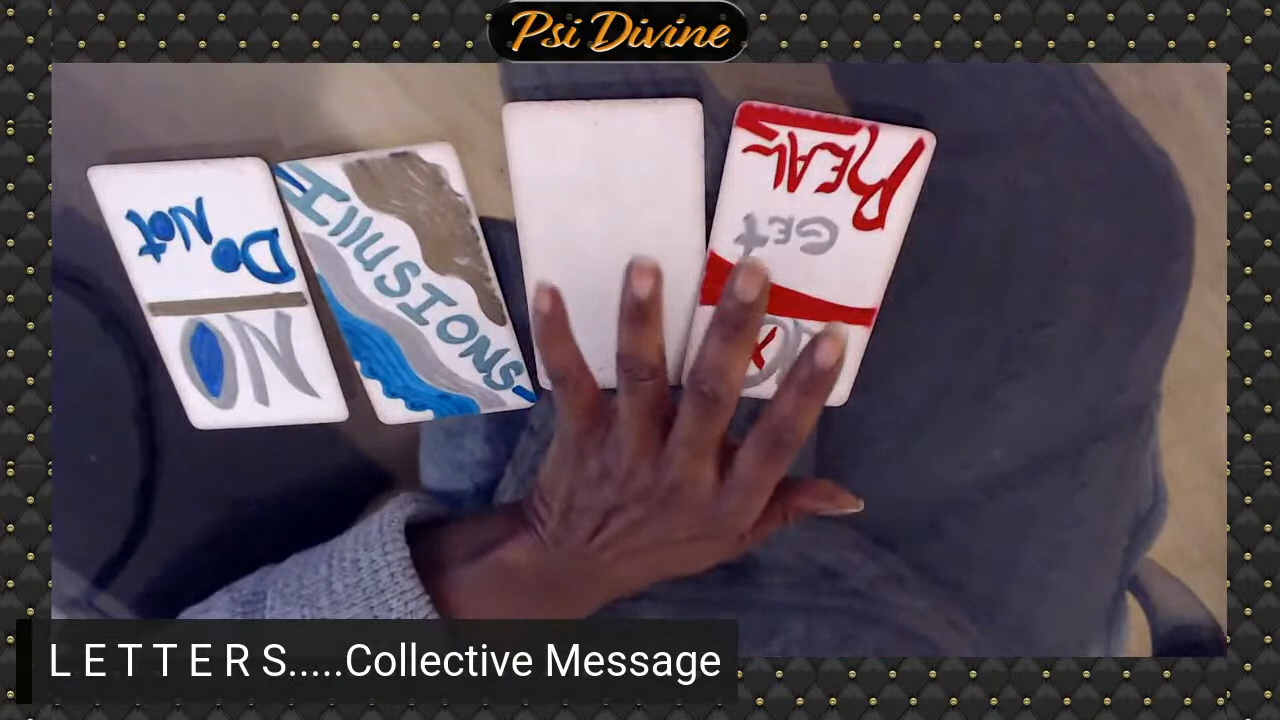 Psi Divine
NO
Do
Not
IllUSIONS
GET
REAL
L E T T E R S.....Collective Message